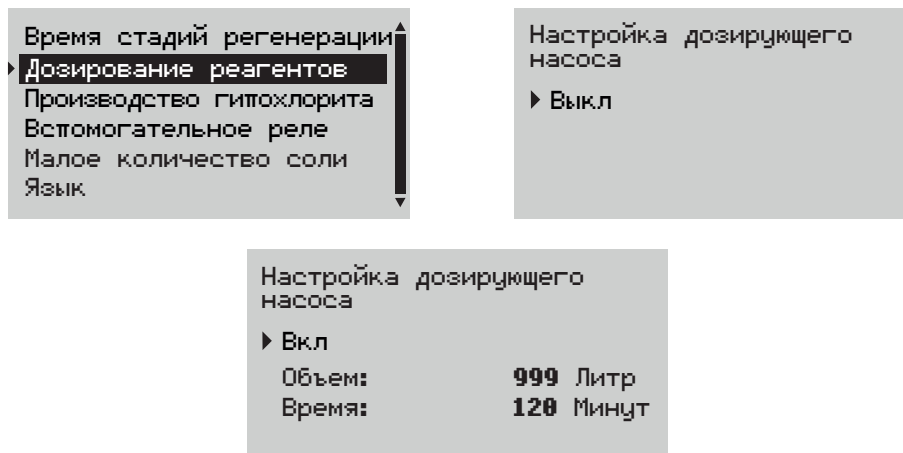 Время стадий регенерации
Дозирование реагентов
Производство гипохлорита
Вспомогательное реле
Малое количество соли
Язык
Настройка дозирующего
насоса
Выкл
Настройка дозирующего
насоса
Вкл
Объем: 999 Литр
Время: 120 Минут